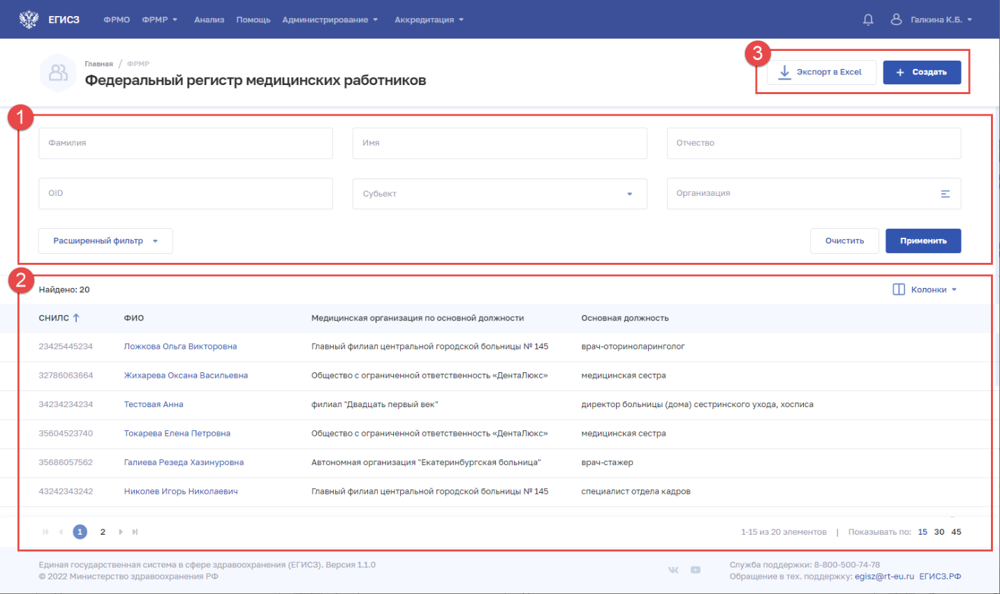 ЕГИСЗ ФРМО ФРМР Анализ Помощь Администрирование Аккредитация Галкина К.Б.
3
Главная / ФРМР
Федеральный регистр медицинских работников
Экспорт в Excel + Создать
1
Фамилия Имя Отчество
OID Субьект Организация
Расширенный фильтр Очистить Применить
2
Найдено: 20 Колонки
СНИЛС ФИО Медицинская организация по основной должности Основная должность
23425445234 Ложкова Ольга Викторовна Главный филиал центральной городской больницы № 145 врач-оториноларинголог
32786063664 Жихарева Оксана Васильевна Общество с ограниченной ответственность «ДентаЛюкс» медицинская сестра
34234234234 Тестовая Анна филиал "Двадцать первый век" директор больницы (дома) сестринского ухода, хосписа
35604523740 Токарева Елена Петровна Общество с ограниченной ответственность «ДентаЛюкс» медицинская сестра
35686057562 Галиева Резеда Хазинуровна Автономная организация "Екатеринбургская больница" врач-стажер
43242343242 Николев Игорь Николаевич Главный филиал центральной городской больницы № 145 специалист отдела кадров
1 2 1-15 из 20 элементов | Показывать по: 15 30 45
Единая государственная система в сфере здравоохранения (ЕГИСЗ). Версия 1.1.0 Служба поддержки: 8-800-500-74-78
© 2022 Министерство здравоохранения РФ Обращение в тех. поддержку: egisz@rt-eu.ru ЕГИСЗ.РФ